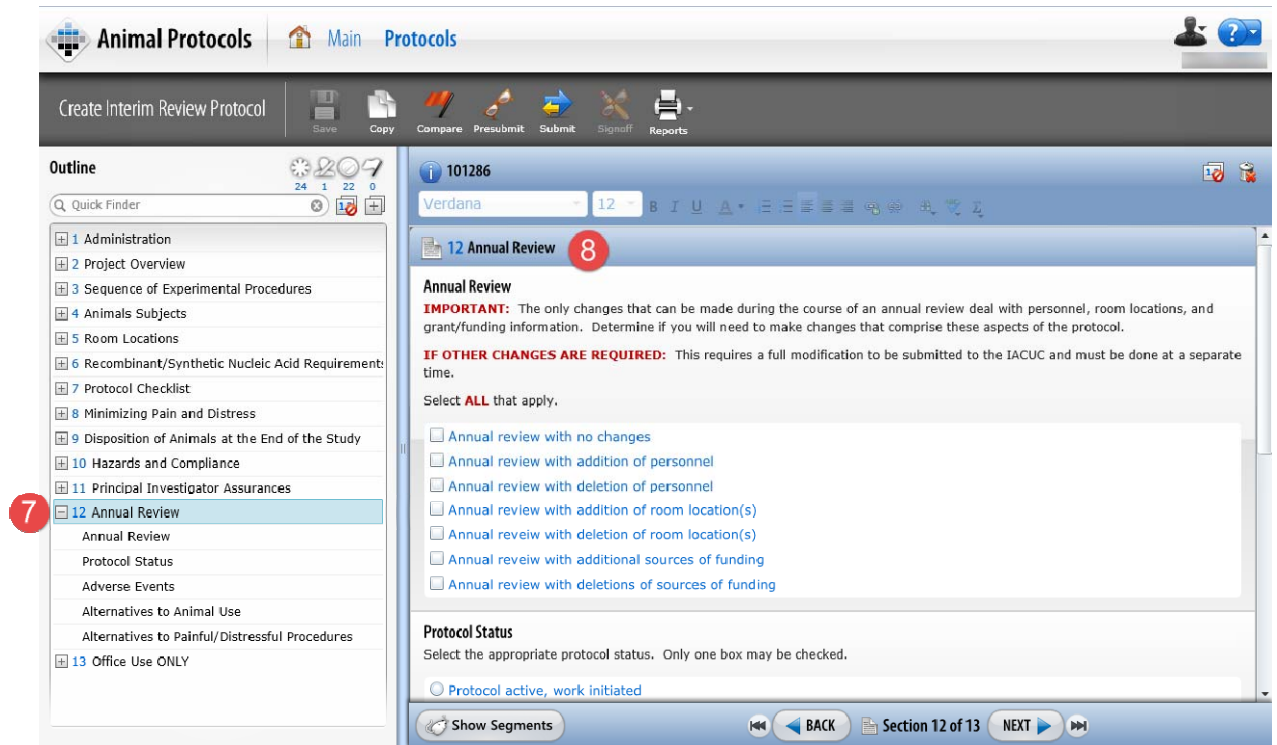 Animal Protocols
Main
Protocols
?
Create Interim Review Protocol
Save
Copy
Compare
Presubmit
Submit
Signoff
Reports
Outline
24 1 22 0
Quick Finder
1 Administration
2 Project Overview
3 Sequence of Experimental Procedures
4 Animals Subjects
5 Room Locations
6 Recombinant/Synthetic Nucleic Acid Requirements
7 Protocol Checklist
8 Minimizing Pain and Distress
9 Disposition of Animals at the End of the Study
10 Hazards and Compliance
11 Principal Investigator Assurances
7
12 Annual Review
Annual Review
Protocol Status
Adverse Events
Alternatives to Animal Use
Alternatives to Painful/Distressful Procedures
13 Office Use ONLY
101286
Verdana
12
B I U A
12 Annual Review
8
Annual Review
IMPORTANT: The only changes that can be made during the course of an annual review deal with personnel, room locations, and
grant/funding information. Determine if you will need to make changes that comprise these aspects of the protocol.
IF OTHER CHANGES ARE REQUIRED: This requires a full modification to be submitted to the IACUC and must be done at a separate
time.
Select ALL that apply.
Annual review with no changes
Annual review with addition of personnel
Annual review with deletion of personnel
Annual review with addition of room location(s)
Annual reveiw with deletion of room location(s)
Annual reveiw with additional sources of funding
Annual review with deletions of sources of funding
Protocol Status
Select the appropriate protocol status. Only one box may be checked.
Protocol active, work initiated
Show Segments
BACK
Section 12 of 13
NEXT